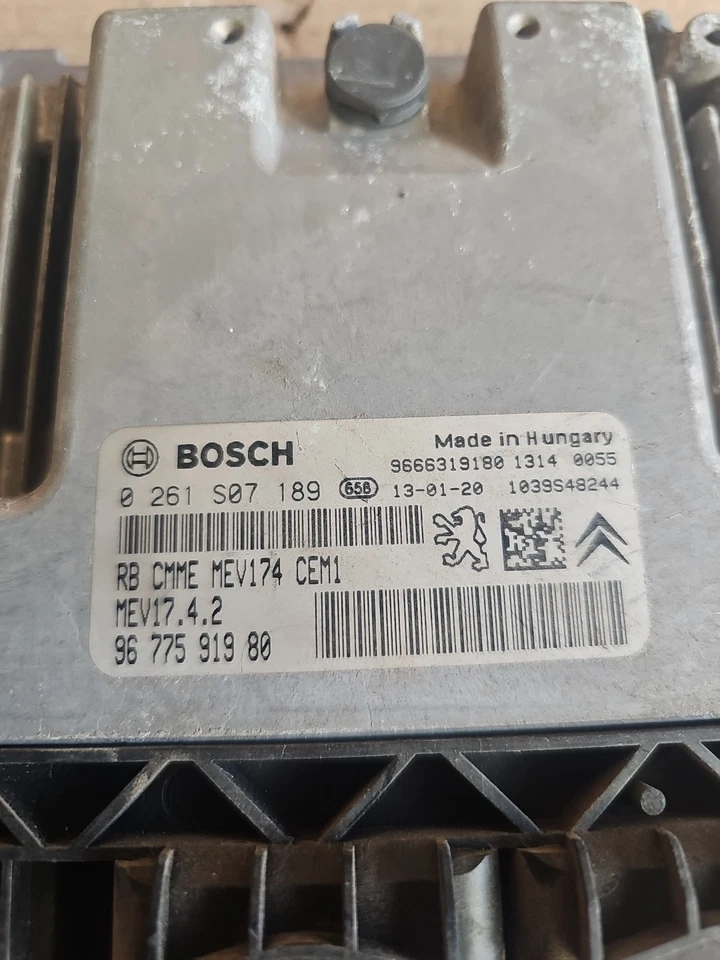 BOSCH
Made in Hungary
9666319180 1314 0055
0 261 S07 189 656 13-01-20 1039S48244
RB CMME MEV174 CEM1
MEV17.4.2
96 775 919 80